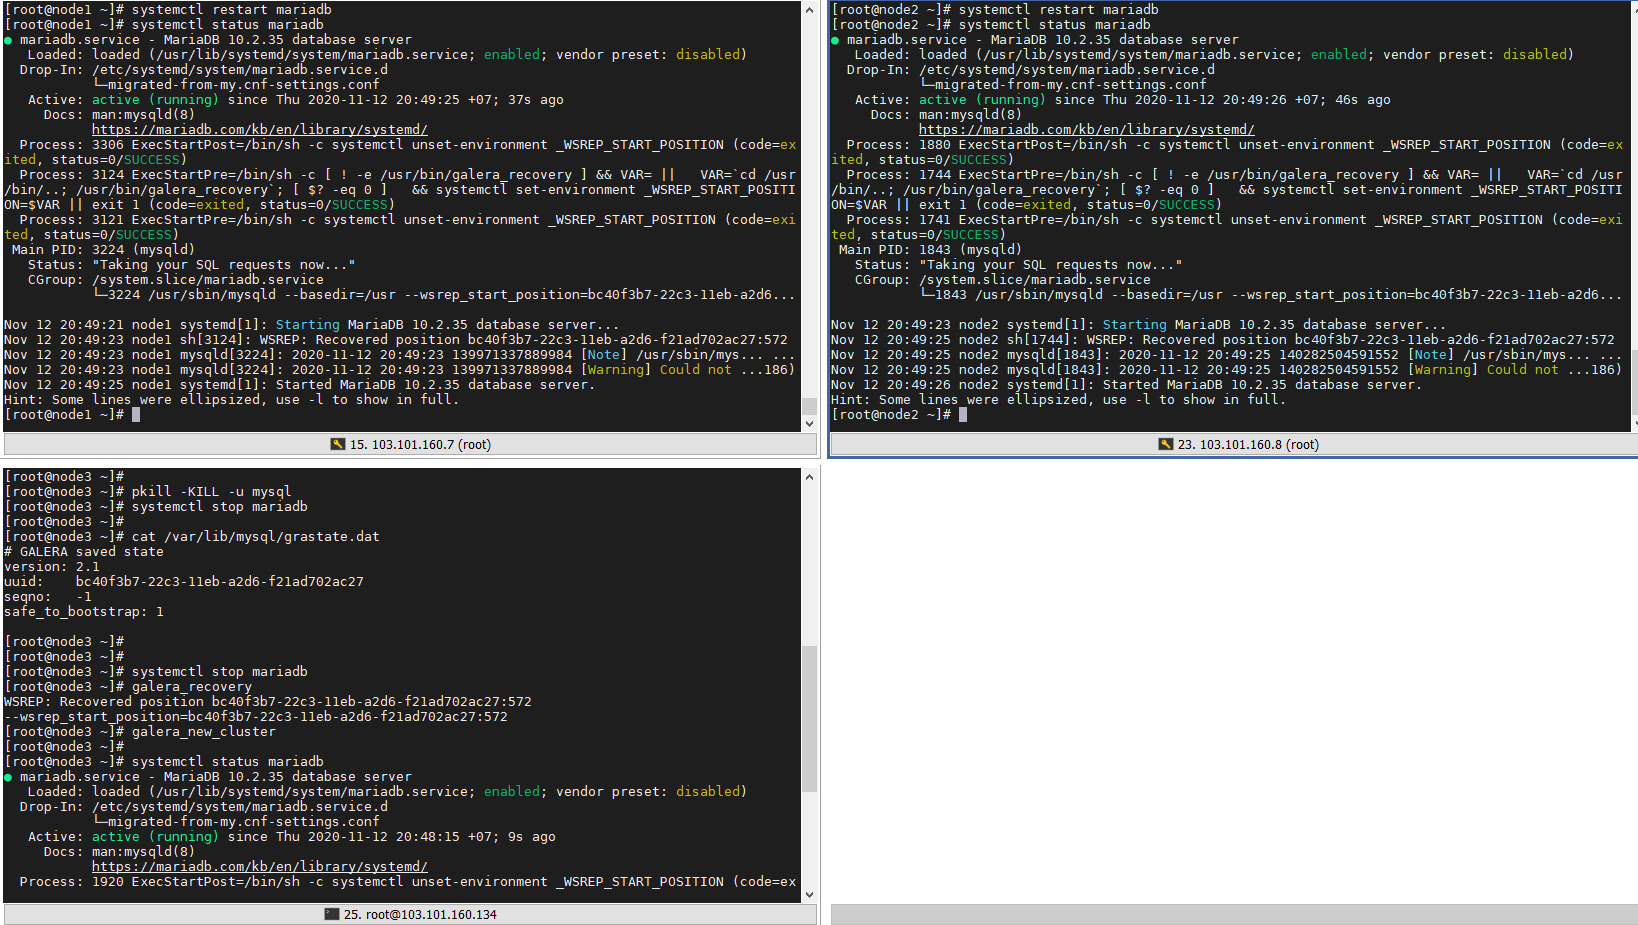 [root@node1 ~]# systemctl restart mariadb
[root@node1 ~]# systemctl status mariadb
● mariadb.service - MariaDB 10.2.35 database server
   Loaded: loaded (/usr/lib/systemd/system/mariadb.service; enabled; vendor preset: disabled)
  Drop-In: /etc/systemd/system/mariadb.service.d
           └─migrated-from-my.cnf-settings.conf
   Active: active (running) since Thu 2020-11-12 20:49:25 +07; 37s ago
     Docs: man:mysqld(8)
           https://mariadb.com/kb/en/library/systemd/
  Process: 3306 ExecStartPost=/bin/sh -c systemctl unset-environment _WSREP_START_POSITION (code=ex
ited, status=0/SUCCESS)
  Process: 3124 ExecStartPre=/bin/sh -c [ ! -e /usr/bin/galera_recovery ] && VAR= ||   VAR=`cd /usr
/bin/..; /usr/bin/galera_recovery`; [ $? -eq 0 ]   && systemctl set-environment _WSREP_START_POSITI
ON=$VAR || exit 1 (code=exited, status=0/SUCCESS)
  Process: 3121 ExecStartPre=/bin/sh -c systemctl unset-environment _WSREP_START_POSITION (code=exi
ted, status=0/SUCCESS)
 Main PID: 3224 (mysqld)
   Status: "Taking your SQL requests now..."
   CGroup: /system.slice/mariadb.service
           └─3224 /usr/sbin/mysqld --basedir=/usr --wsrep_start_position=bc40f3b7-22c3-11eb-a2d6...
Nov 12 20:49:21 node1 systemd[1]: Starting MariaDB 10.2.35 database server...
Nov 12 20:49:23 node1 sh[3124]: WSREP: Recovered position bc40f3b7-22c3-11eb-a2d6-f21ad702ac27:572
Nov 12 20:49:23 node1 mysqld[3224]: 2020-11-12 20:49:23 139971337889984 [Note] /usr/sbin/mys... ...
Nov 12 20:49:23 node1 mysqld[3224]: 2020-11-12 20:49:23 139971337889984 [Warning] Could not ...186)
Nov 12 20:49:25 node1 systemd[1]: Started MariaDB 10.2.35 database server.
Hint: Some lines were ellipsized, use -l to show in full.
[root@node1 ~]#
15. 103.101.160.7 (root)
[root@node2 ~]# systemctl restart mariadb
[root@node2 ~]# systemctl status mariadb
● mariadb.service - MariaDB 10.2.35 database server
   Loaded: loaded (/usr/lib/systemd/system/mariadb.service; enabled; vendor preset: disabled)
  Drop-In: /etc/systemd/system/mariadb.service.d
           └─migrated-from-my.cnf-settings.conf
   Active: active (running) since Thu 2020-11-12 20:49:26 +07; 46s ago
     Docs: man:mysqld(8)
           https://mariadb.com/kb/en/library/systemd/
  Process: 1880 ExecStartPost=/bin/sh -c systemctl unset-environment _WSREP_START_POSITION (code=ex
ited, status=0/SUCCESS)
  Process: 1744 ExecStartPre=/bin/sh -c [ ! -e /usr/bin/galera_recovery ] && VAR= ||   VAR=`cd /usr
/bin/..; /usr/bin/galera_recovery`; [ $? -eq 0 ]   && systemctl set-environment _WSREP_START_POSITI
ON=$VAR || exit 1 (code=exited, status=0/SUCCESS)
  Process: 1741 ExecStartPre=/bin/sh -c systemctl unset-environment _WSREP_START_POSITION (code=exi
ted, status=0/SUCCESS)
 Main PID: 1843 (mysqld)
   Status: "Taking your SQL requests now..."
   CGroup: /system.slice/mariadb.service
           └─1843 /usr/sbin/mysqld --basedir=/usr --wsrep_start_position=bc40f3b7-22c3-11eb-a2d6...
Nov 12 20:49:23 node2 systemd[1]: Starting MariaDB 10.2.35 database server...
Nov 12 20:49:25 node2 sh[1744]: WSREP: Recovered position bc40f3b7-22c3-11eb-a2d6-f21ad702ac27:572
Nov 12 20:49:25 node2 mysqld[1843]: 2020-11-12 20:49:25 140282504591552 [Note] /usr/sbin/mys... ...
Nov 12 20:49:25 node2 mysqld[1843]: 2020-11-12 20:49:25 140282504591552 [Warning] Could not ...186)
Nov 12 20:49:26 node2 systemd[1]: Started MariaDB 10.2.35 database server.
Hint: Some lines were ellipsized, use -l to show in full.
[root@node2 ~]#
23. 103.101.160.8 (root)
[root@node3 ~]#
[root@node3 ~]# pkill -KILL -u mysql
[root@node3 ~]# systemctl stop mariadb
[root@node3 ~]#
[root@node3 ~]# cat /var/lib/mysql/grastate.dat
# GALERA saved state
version: 2.1
uuid:    bc40f3b7-22c3-11eb-a2d6-f21ad702ac27
seqno:   -1
safe_to_bootstrap: 1
[root@node3 ~]#
[root@node3 ~]#
[root@node3 ~]# systemctl stop mariadb
[root@node3 ~]# galera_recovery
WSREP: Recovered position bc40f3b7-22c3-11eb-a2d6-f21ad702ac27:572
--wsrep_start_position=bc40f3b7-22c3-11eb-a2d6-f21ad702ac27:572
[root@node3 ~]# galera_new_cluster
[root@node3 ~]#
[root@node3 ~]# systemctl status mariadb
● mariadb.service - MariaDB 10.2.35 database server
   Loaded: loaded (/usr/lib/systemd/system/mariadb.service; enabled; vendor preset: disabled)
  Drop-In: /etc/systemd/system/mariadb.service.d
           └─migrated-from-my.cnf-settings.conf
   Active: active (running) since Thu 2020-11-12 20:48:15 +07; 9s ago
     Docs: man:mysqld(8)
           https://mariadb.com/kb/en/library/systemd/
  Process: 1920 ExecStartPost=/bin/sh -c systemctl unset-environment _WSREP_START_POSITION (code=ex
25. root@103.101.160.134